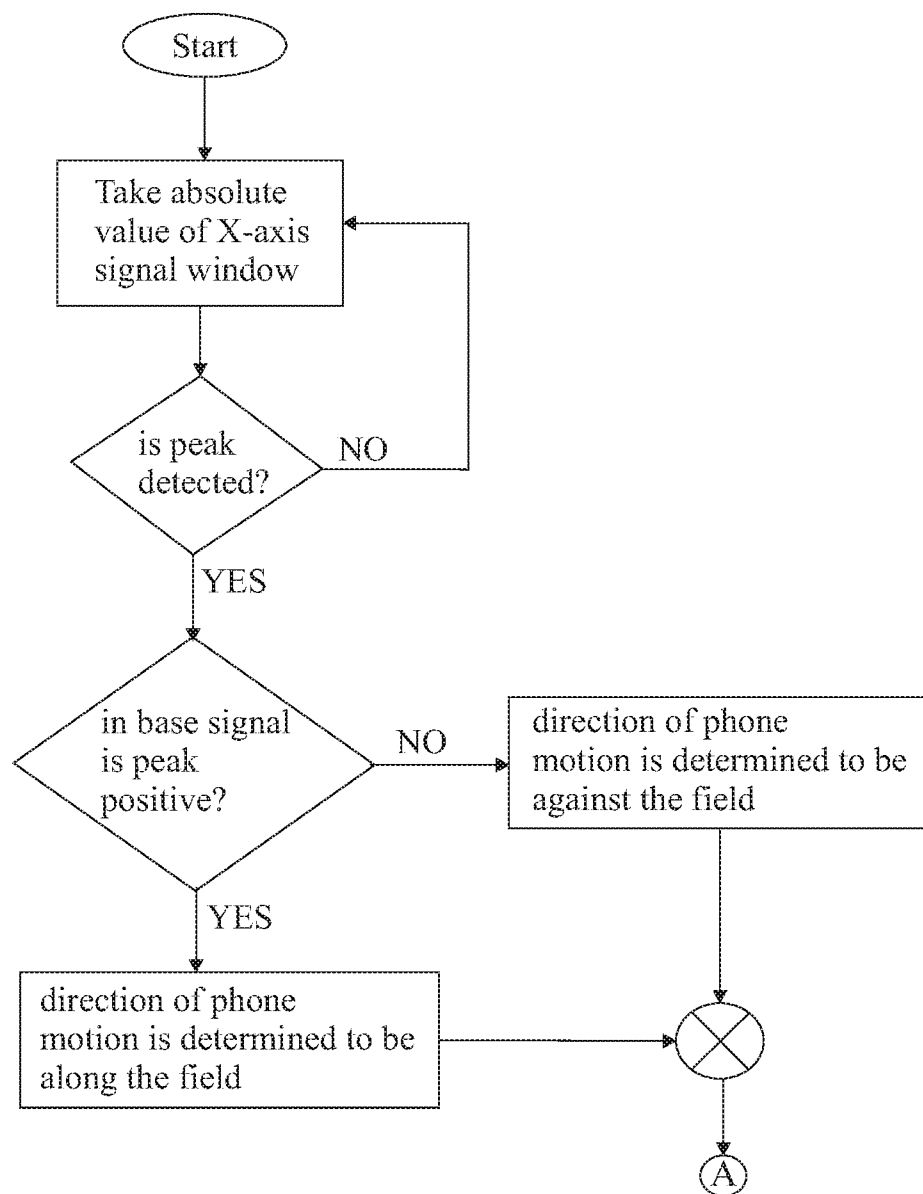 Start
Take absolute
value of X-axis
signal window
is peak
detected?
NO
YES
in base signal
is peak
positive?
NO
direction of phone
motion is determined to be
against the field
YES
direction of phone
motion is determined to be
along the field
A